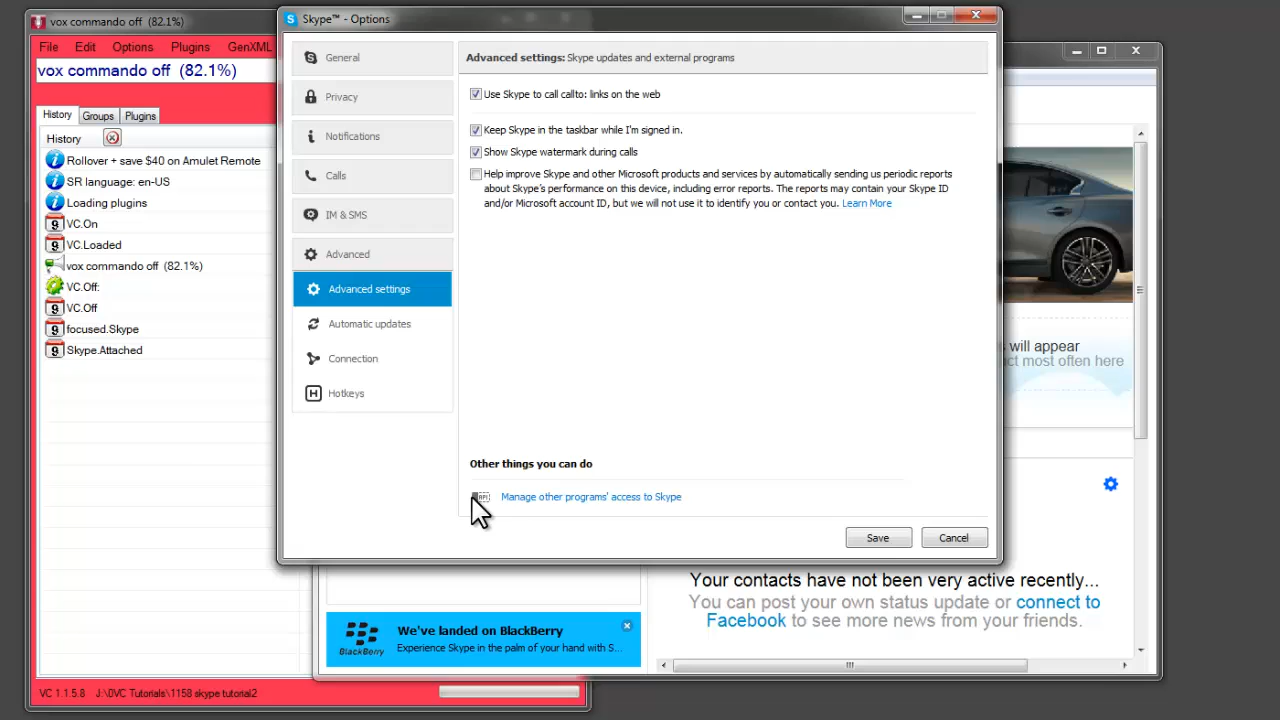 vox commando off (82.1%)
File Edit Options Plugins GenXML
vox commando off (82.1%)
History Groups Plugins
History
Rollover + save $40 on Amulet Remote
SR language: en-US
Loading plugins
VC.On
VC.Loaded
vox commando off (82.1%)
VC.Off:
VC.Off
focused.Skype
Skype.Attached
VC 1.1.5.8 J:\0VC Tutorials\1158 skype tutorial2
Skype™ - Options
General
Privacy
Notifications
Calls
IM & SMS
Advanced
Advanced settings
Automatic updates
Connection
Hotkeys
Advanced settings: Skype updates and external programs
Use Skype to call callto: links on the web
Keep Skype in the taskbar while I'm signed in.
Show Skype watermark during calls
Help improve Skype and other Microsoft products and services by automatically sending us periodic reports
about Skype's performance on this device, including error reports. The reports may contain your Skype ID
and/or Microsoft account ID, but we will not use it to identify you or contact you. Learn More
Other things you can do
Manage other programs' access to Skype
Save Cancel
will appear
most often here
We've landed on BlackBerry
BlackBerry
Experience Skype in the palm of your hand with S...
Your contacts have not been very active recently...
You can post your own status update or connect to
Facebook to see more news from your friends.